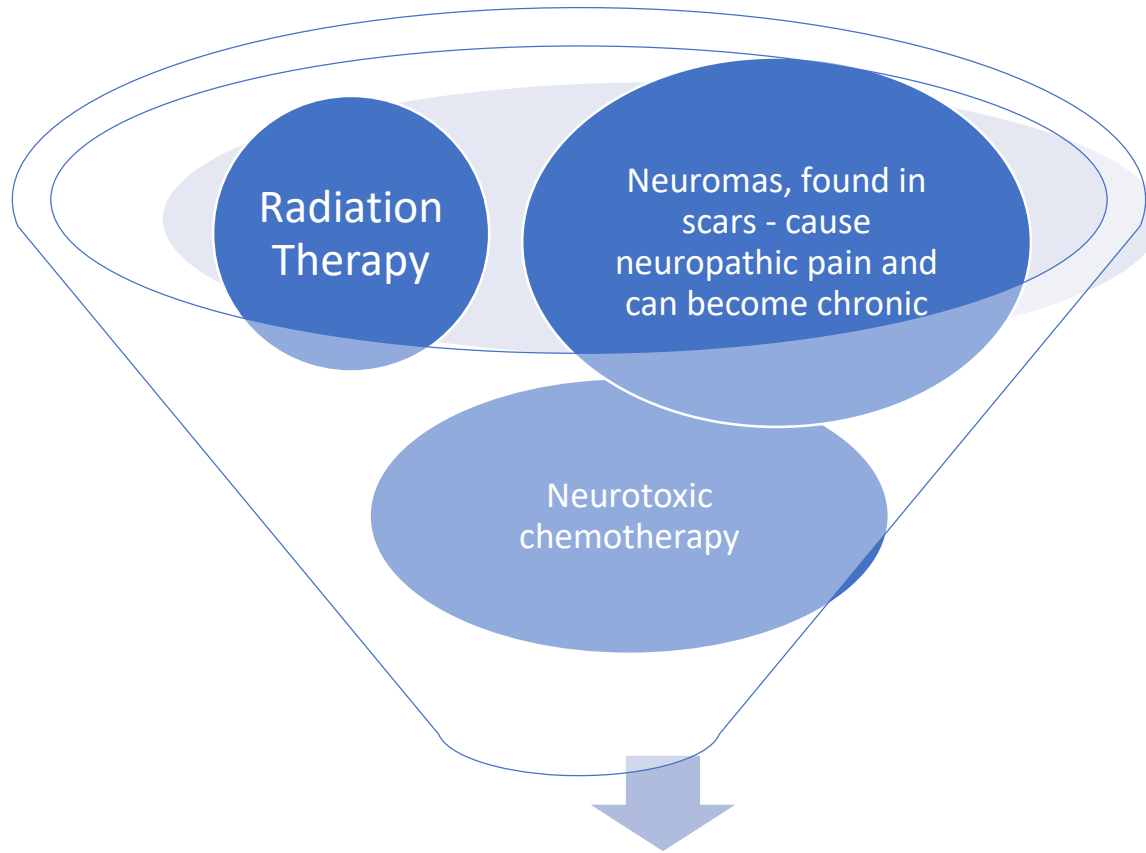 Radiation
Therapy
Neuromas, found in
scars - cause
neuropathic pain and
can become chronic
Neurotoxic
chemotherapy